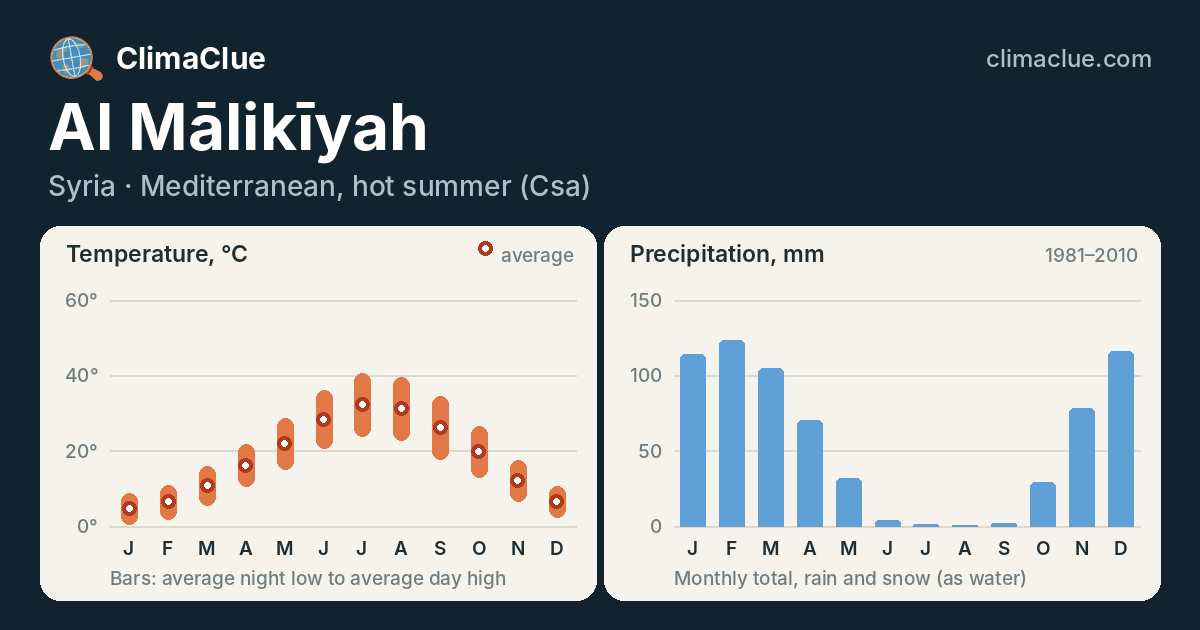 ClimaClue
climaclue.com
Al Mālikīyah
Syria · Mediterranean, hot summer (Csa)
Temperature, °C
average
60°
40°
20°
0°
J F M A M J J A S O N D
Bars: average night low to average day high
Precipitation, mm
1981–2010
150
100
50
0
J F M A M J J A S O N D
Monthly total, rain and snow (as water)